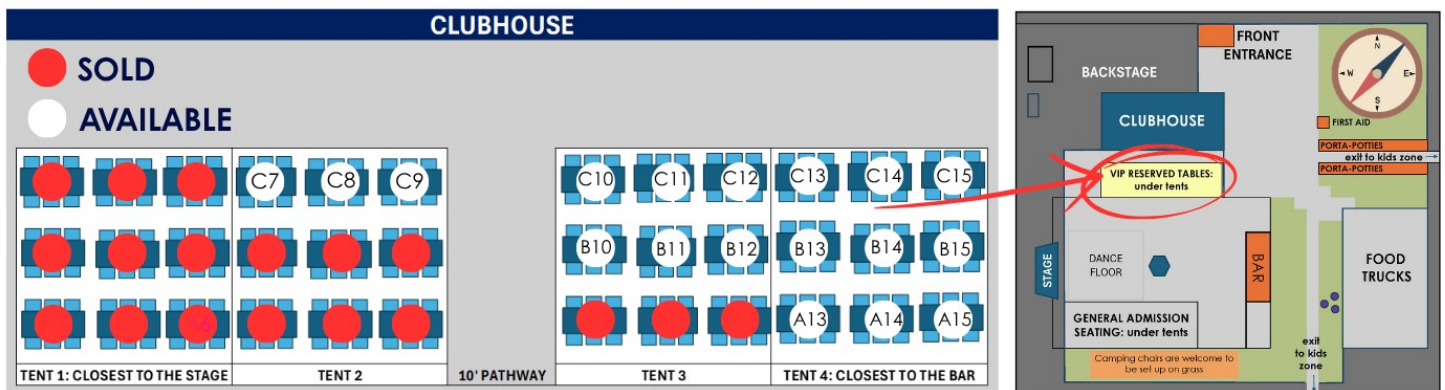 CLUBHOUSE
SOLD
AVAILABLE
C7 C8 C9 C10 C11 C12 C13 C14 C15
B10 B11 B12 B13 B14 B15
A13 A14 A15
TENT 1: CLOSEST TO THE STAGE TENT 2 10' PATHWAY TENT 3 TENT 4: CLOSEST TO THE BAR
FRONT
ENTRANCE
BACKSTAGE
N
W E
S
CLUBHOUSE
FIRST AID
PORTA-POTTIES
exit to kids zone
PORTA-POTTIES
VIP RESERVED TABLES:
under tents
STAGE
DANCE
FLOOR
BAR
FOOD
TRUCKS
GENERAL ADMISSION
SEATING: under tents
exit
to kids
zone
Camping chairs are welcome to
be set up on grass